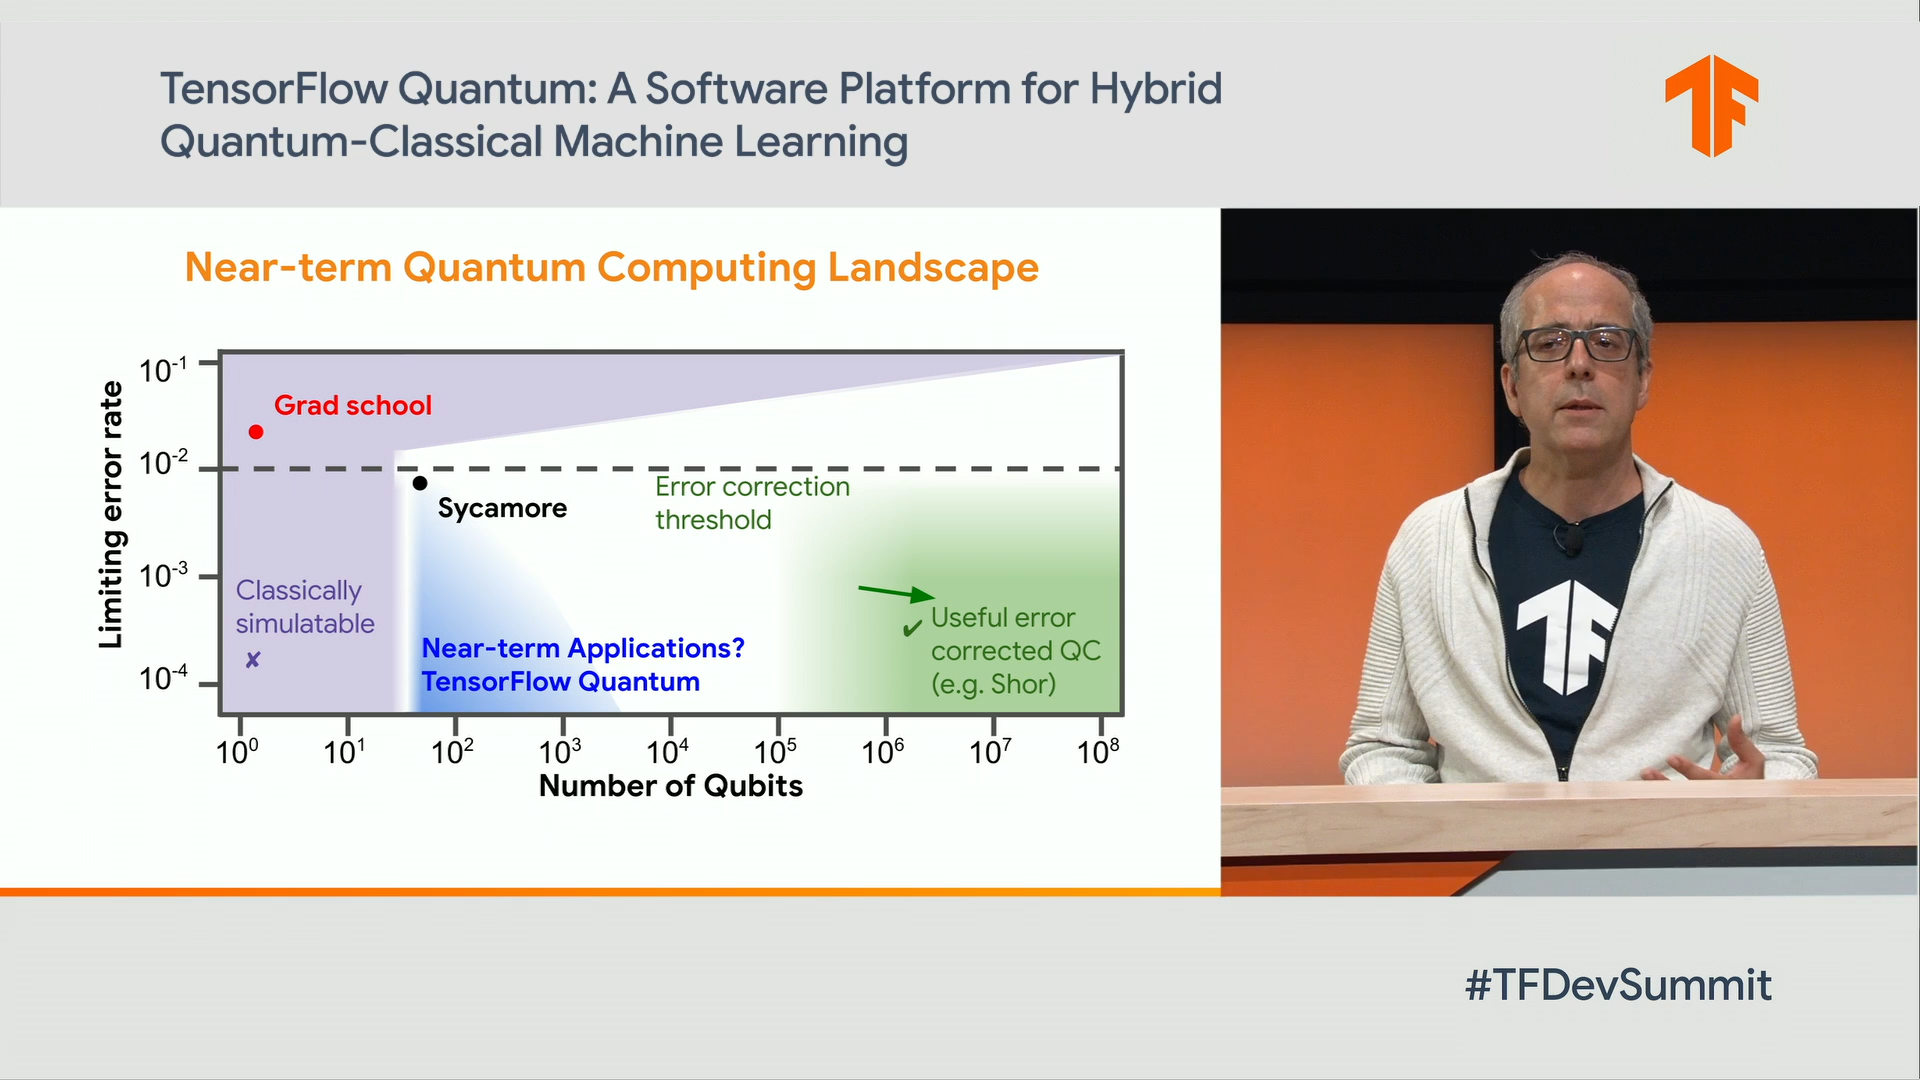 TensorFlow Quantum: A Software Platform for Hybrid
Quantum-Classical Machine Learning
Near-term Quantum Computing Landscape
Limiting error rate
10⁻¹
10⁻²
10⁻³
10⁻⁴
Grad school
Sycamore
Error correction
threshold
Classically
simulatable
✘
Near-term Applications?
TensorFlow Quantum
✔ Useful error
corrected QC
(e.g. Shor)
10⁰ 10¹ 10² 10³ 10⁴ 10⁵ 10⁶ 10⁷ 10⁸
Number of Qubits
#TFDevSummit